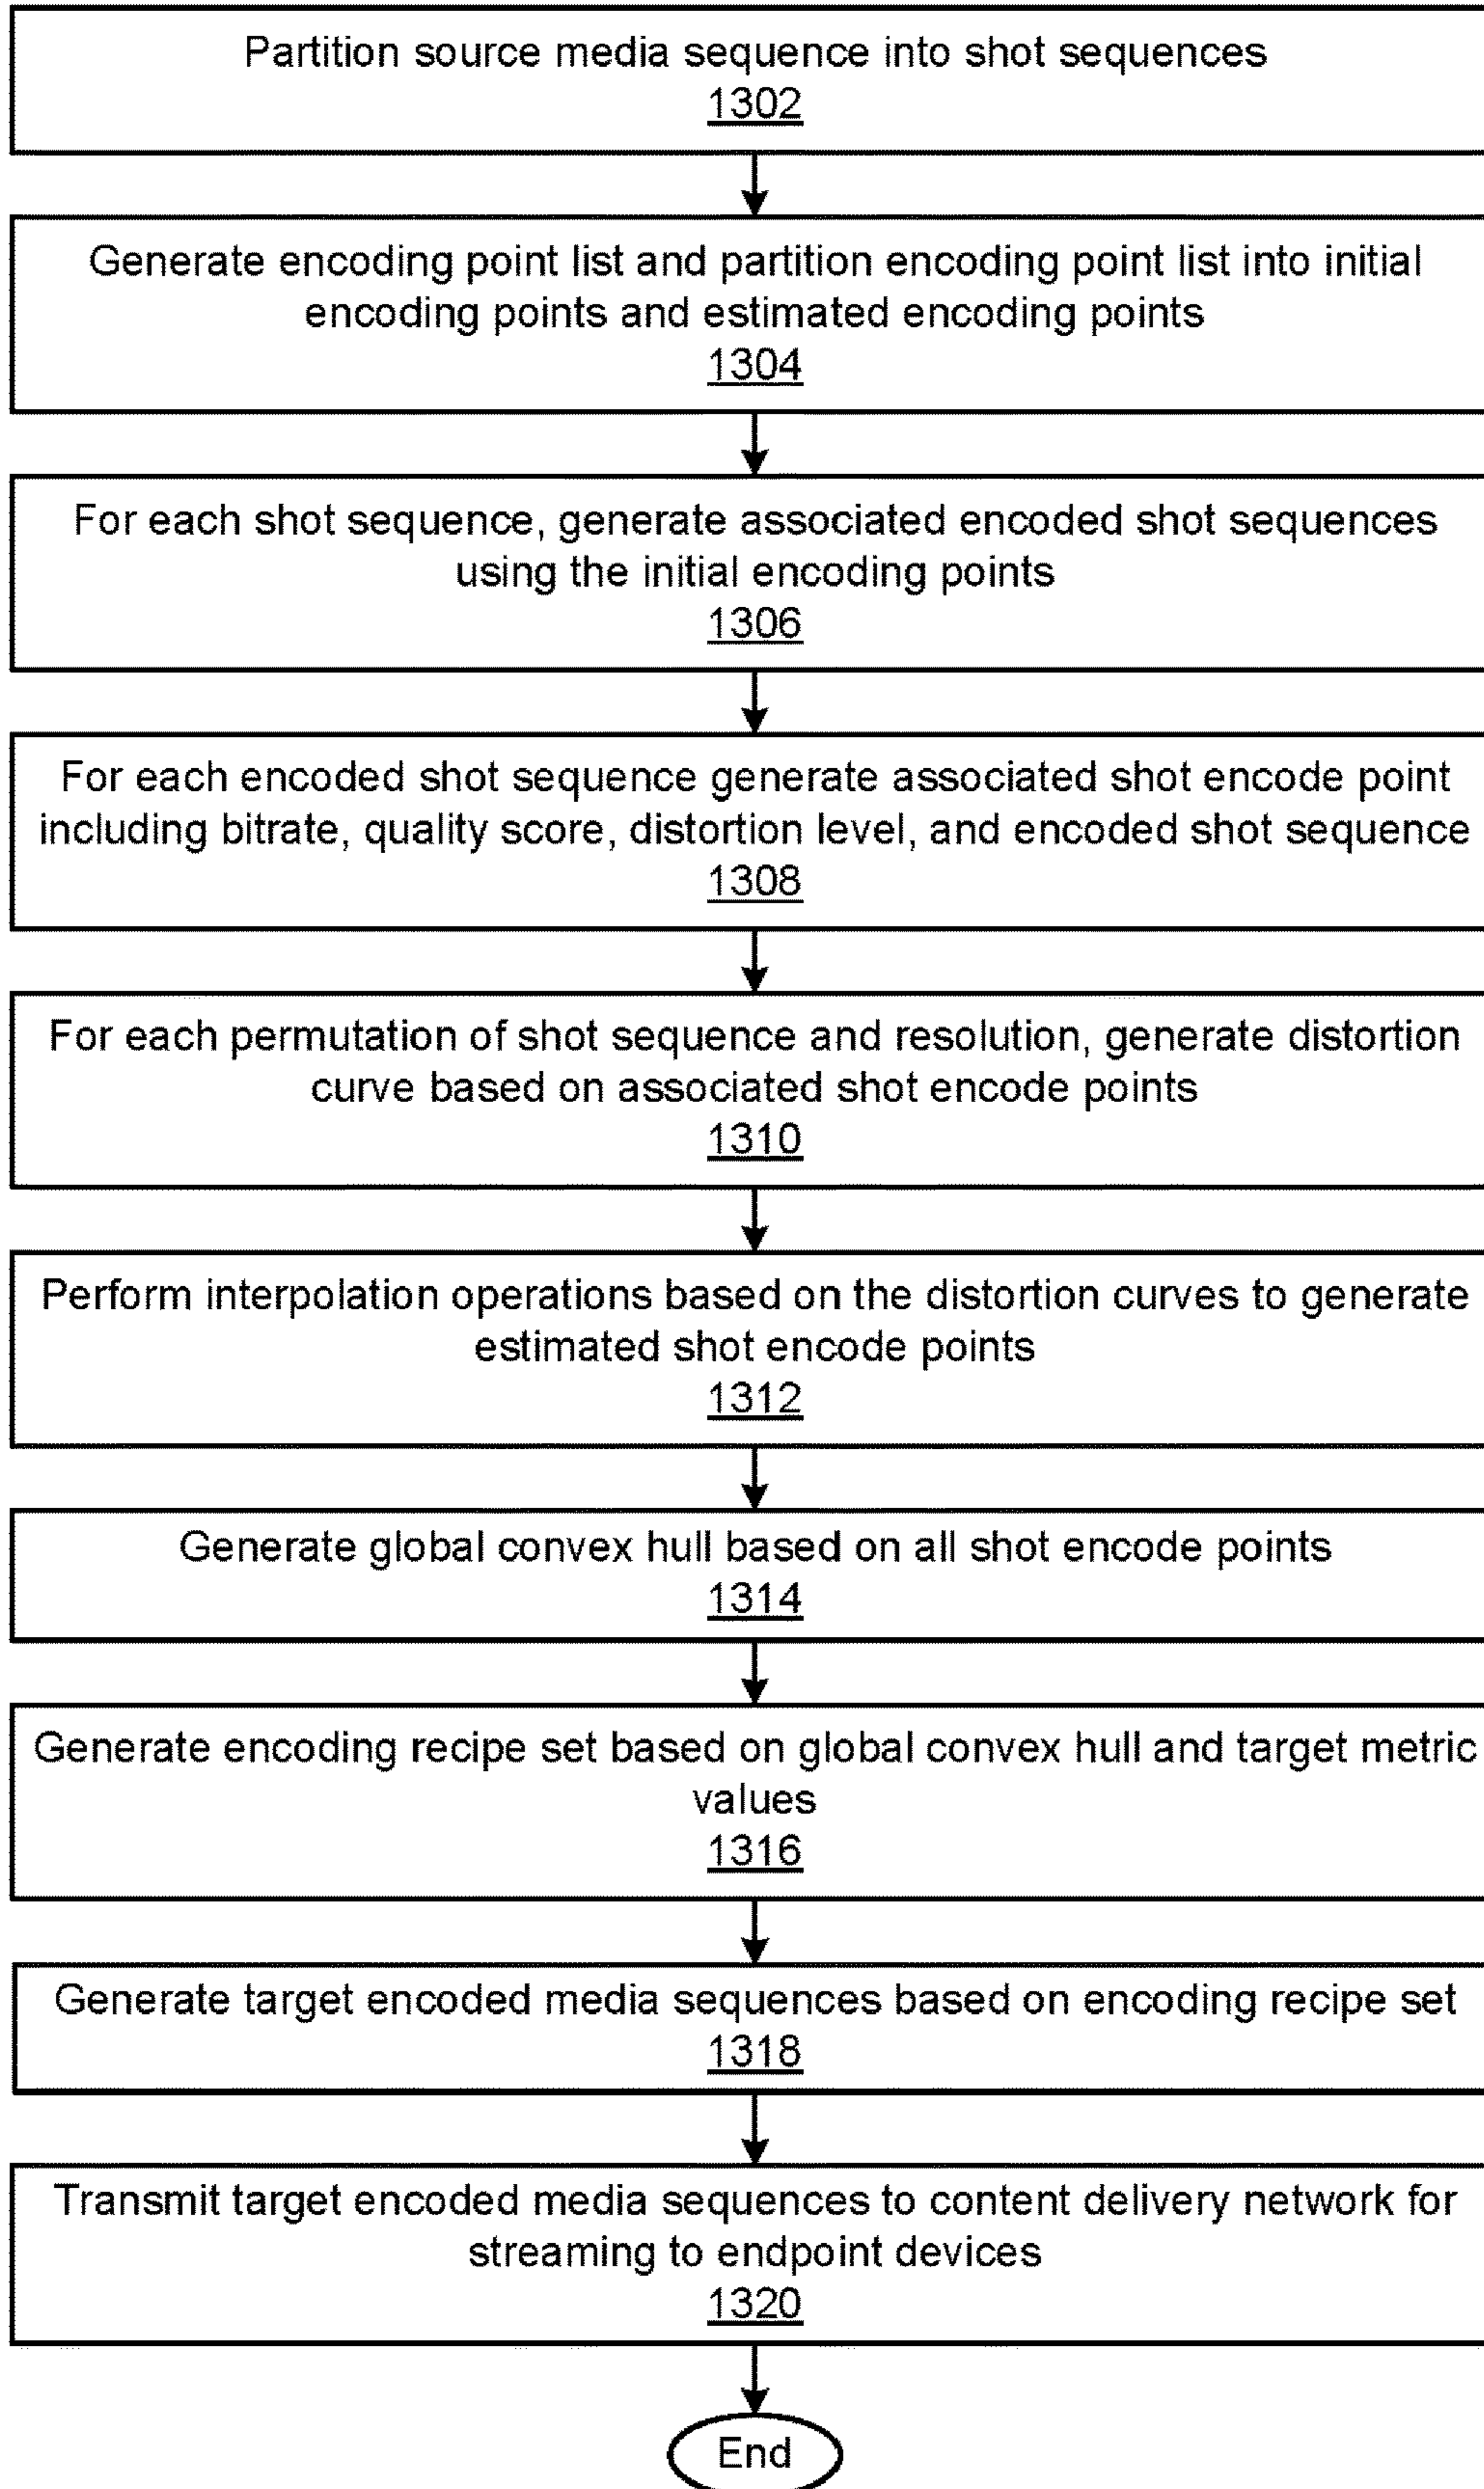 Partition source media sequence into shot sequences
1302
Generate encoding point list and partition encoding point list into initial
encoding points and estimated encoding points
1304
For each shot sequence, generate associated encoded shot sequences
using the initial encoding points
1306
For each encoded shot sequence generate associated shot encode point
including bitrate, quality score, distortion level, and encoded shot sequence
1308
For each permutation of shot sequence and resolution, generate distortion
curve based on associated shot encode points
1310
Perform interpolation operations based on the distortion curves to generate
estimated shot encode points
1312
Generate global convex hull based on all shot encode points
1314
Generate encoding recipe set based on global convex hull and target metric
values
1316
Generate target encoded media sequences based on encoding recipe set
1318
Transmit target encoded media sequences to content delivery network for
streaming to endpoint devices
1320
End